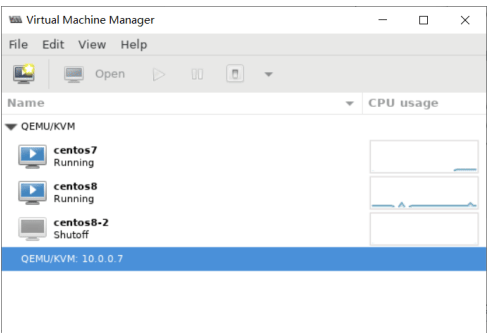 Virtual Machine Manager
File Edit View Help
Open
Name CPU usage
QEMU/KVM
centos7
Running
centos8
Running
centos8-2
Shutoff
QEMU/KVM: 10.0.0.7